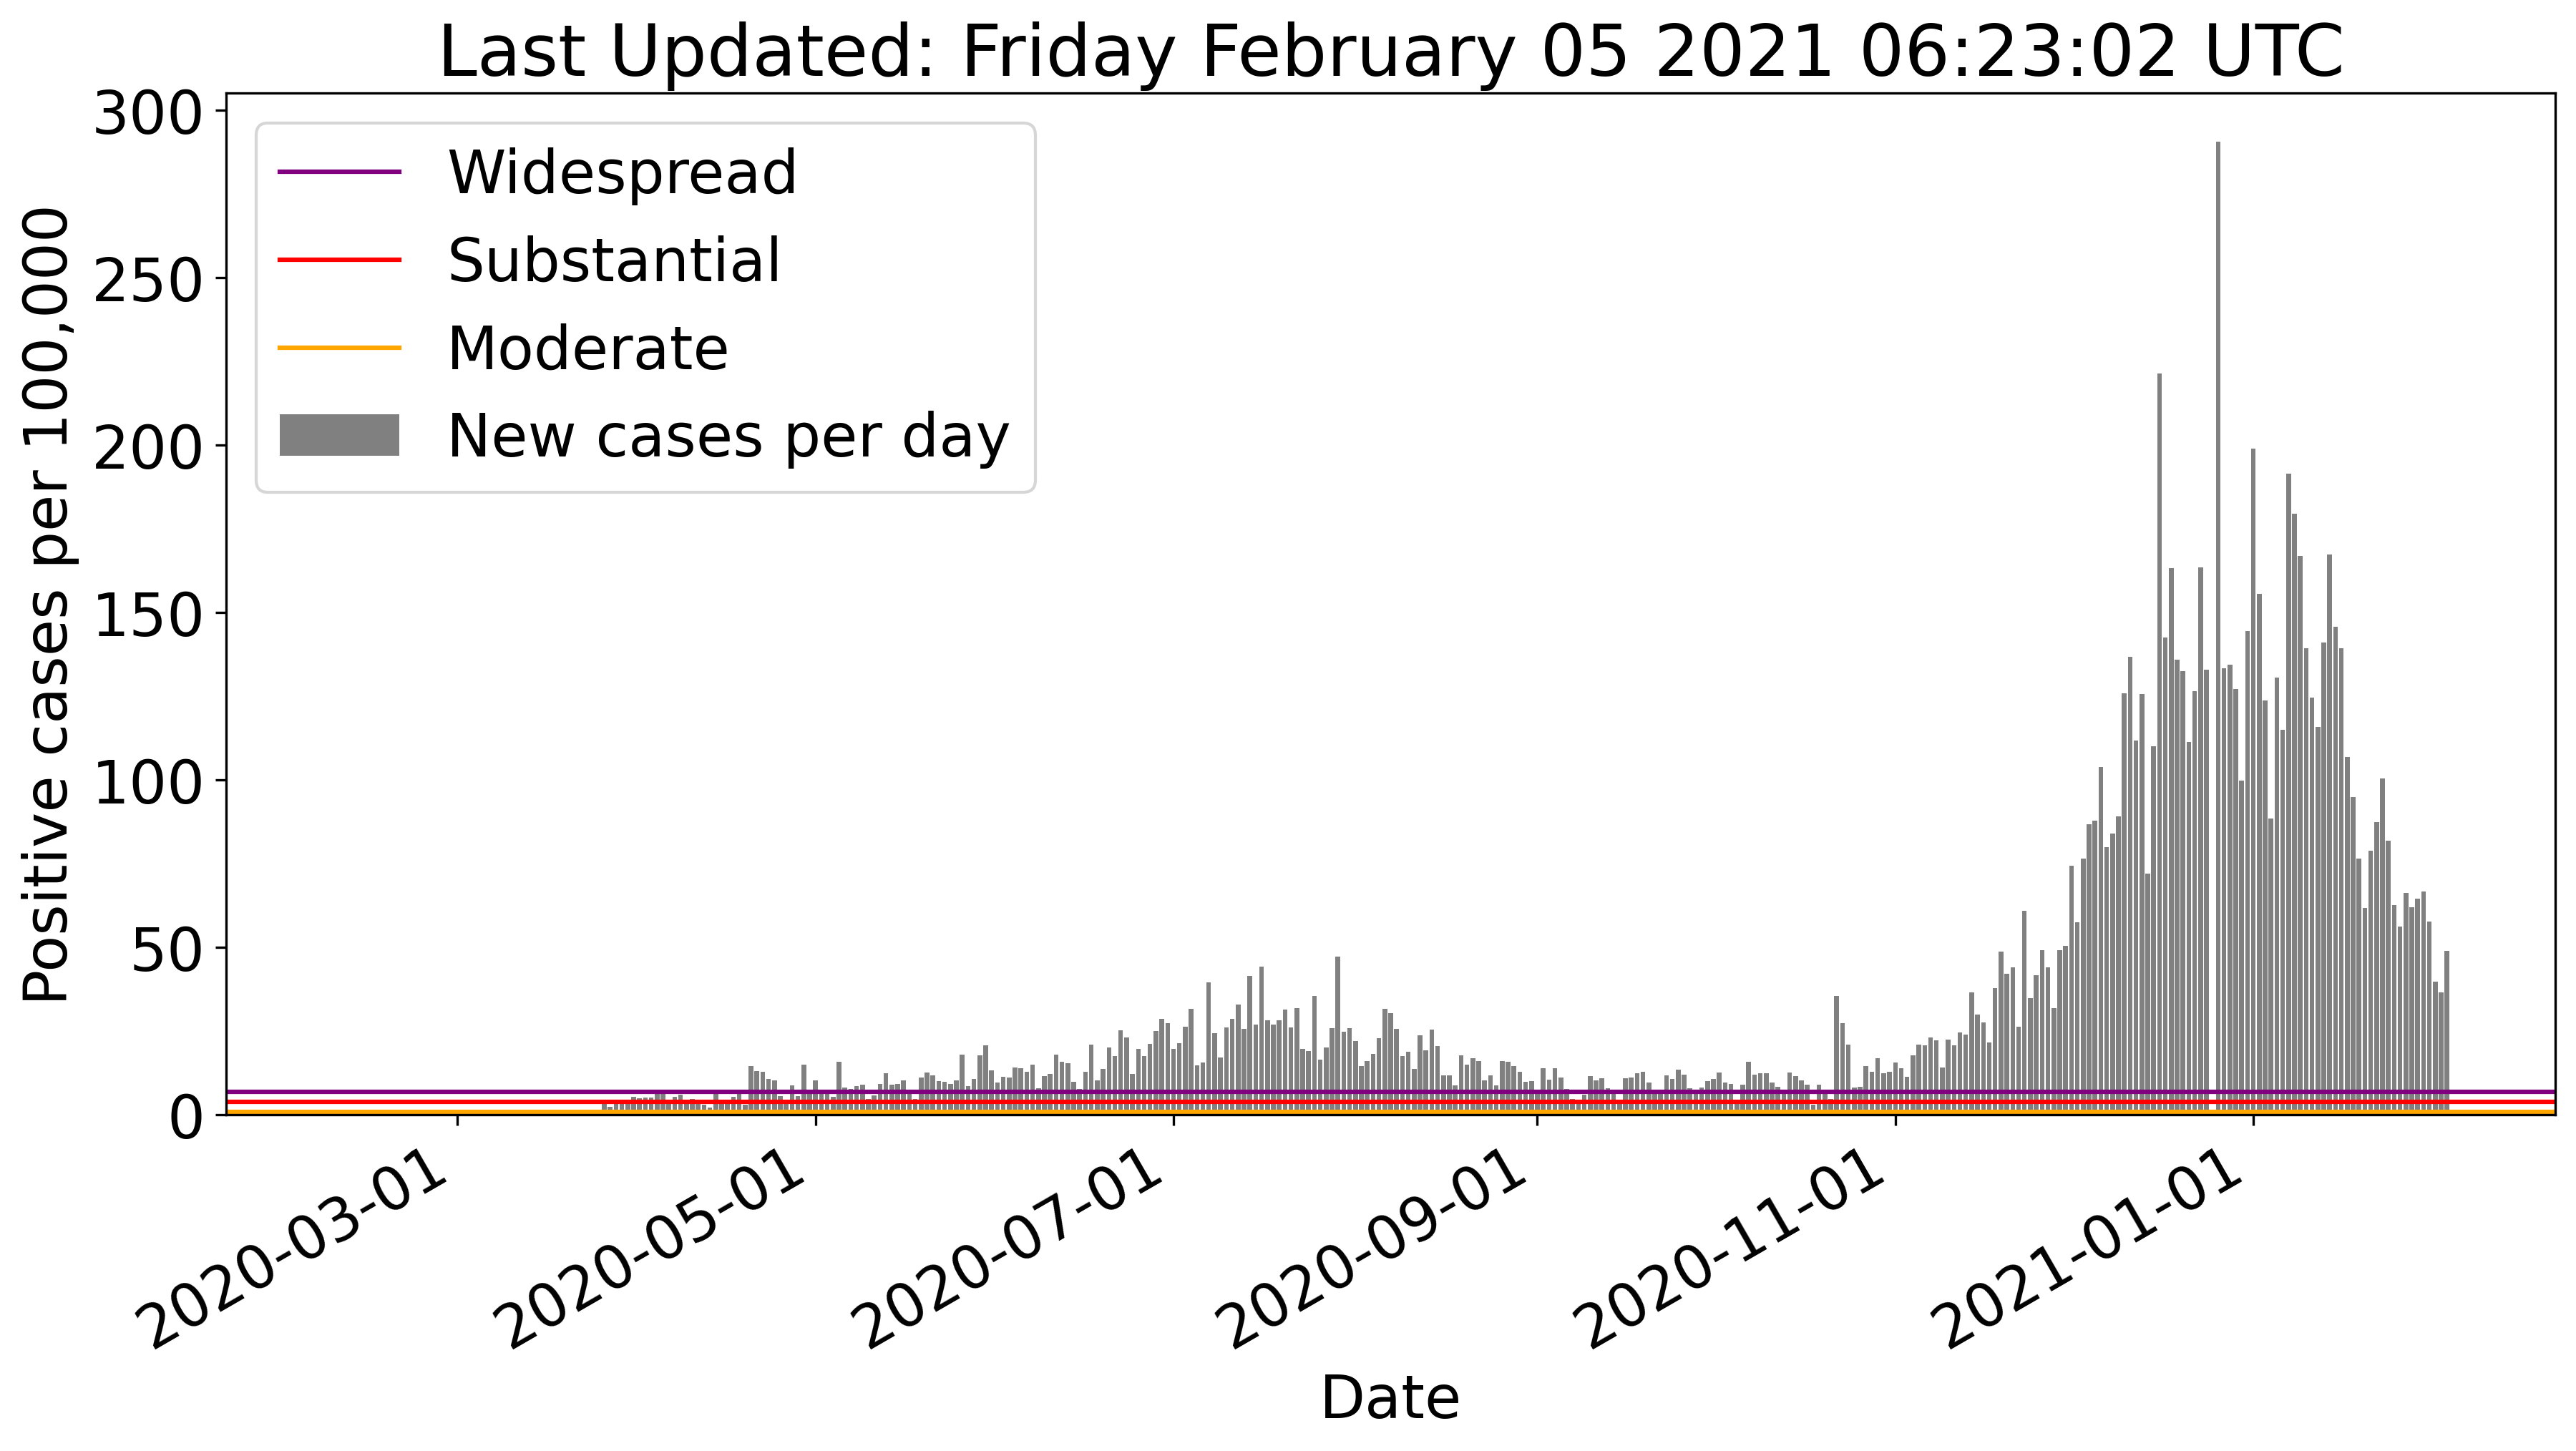 Last Updated: Friday February 05 2021 06:23:02 UTC
Positive cases per 100,000
300
250
200
150
100
50
0
Widespread
Substantial
Moderate
New cases per day
2020-03-01
2020-05-01
2020-07-01
2020-09-01
2020-11-01
2021-01-01
Date